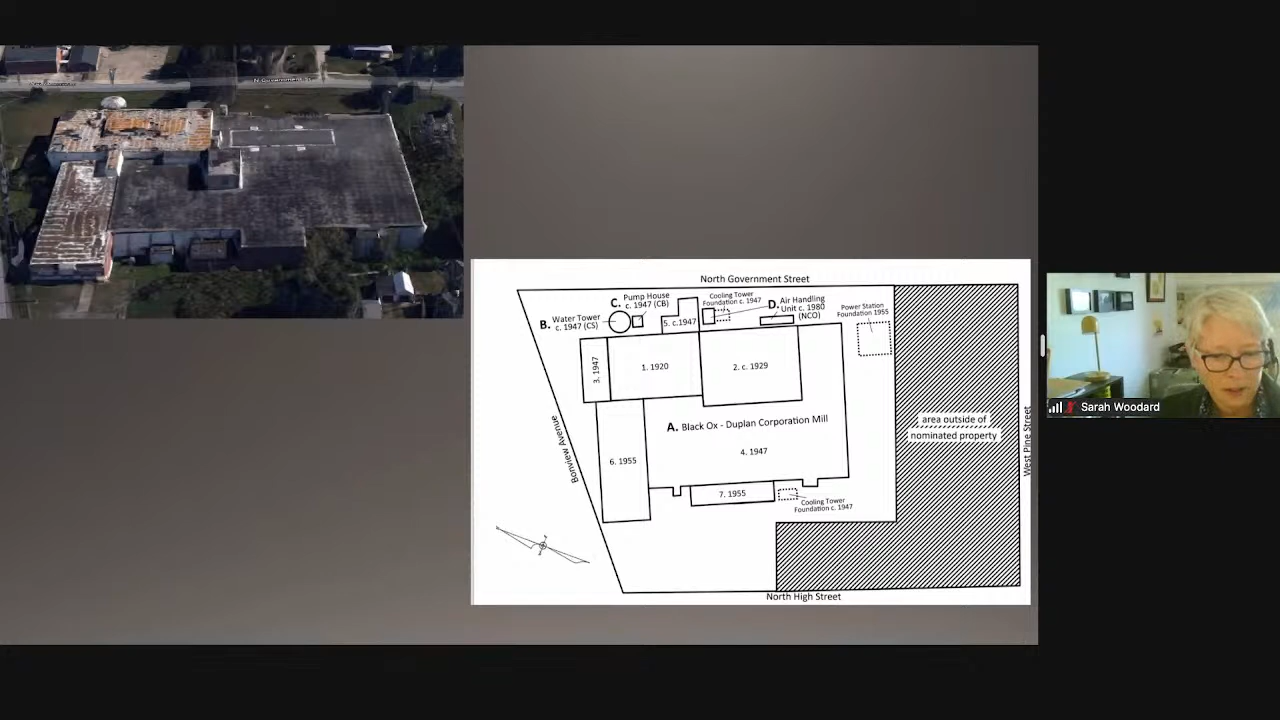 N Government St
North Government Street
C. Pump House
c. 1947 (CB)
Cooling Tower
Foundation c. 1947
D. Air Handling
Unit c. 1980
(NCO)
Power Station
Foundation 1955
B. Water Tower
c. 1947 (CS)
5. c.1947
3. 1947
1. 1920
2. c. 1929
A. Black Ox - Duplan Corporation Mill
4. 1947
area outside of
nominated property
Bonview Avenue
West Pine Street
6. 1955
7. 1955
Cooling Tower
Foundation c. 1947
North High Street
Sarah Woodard